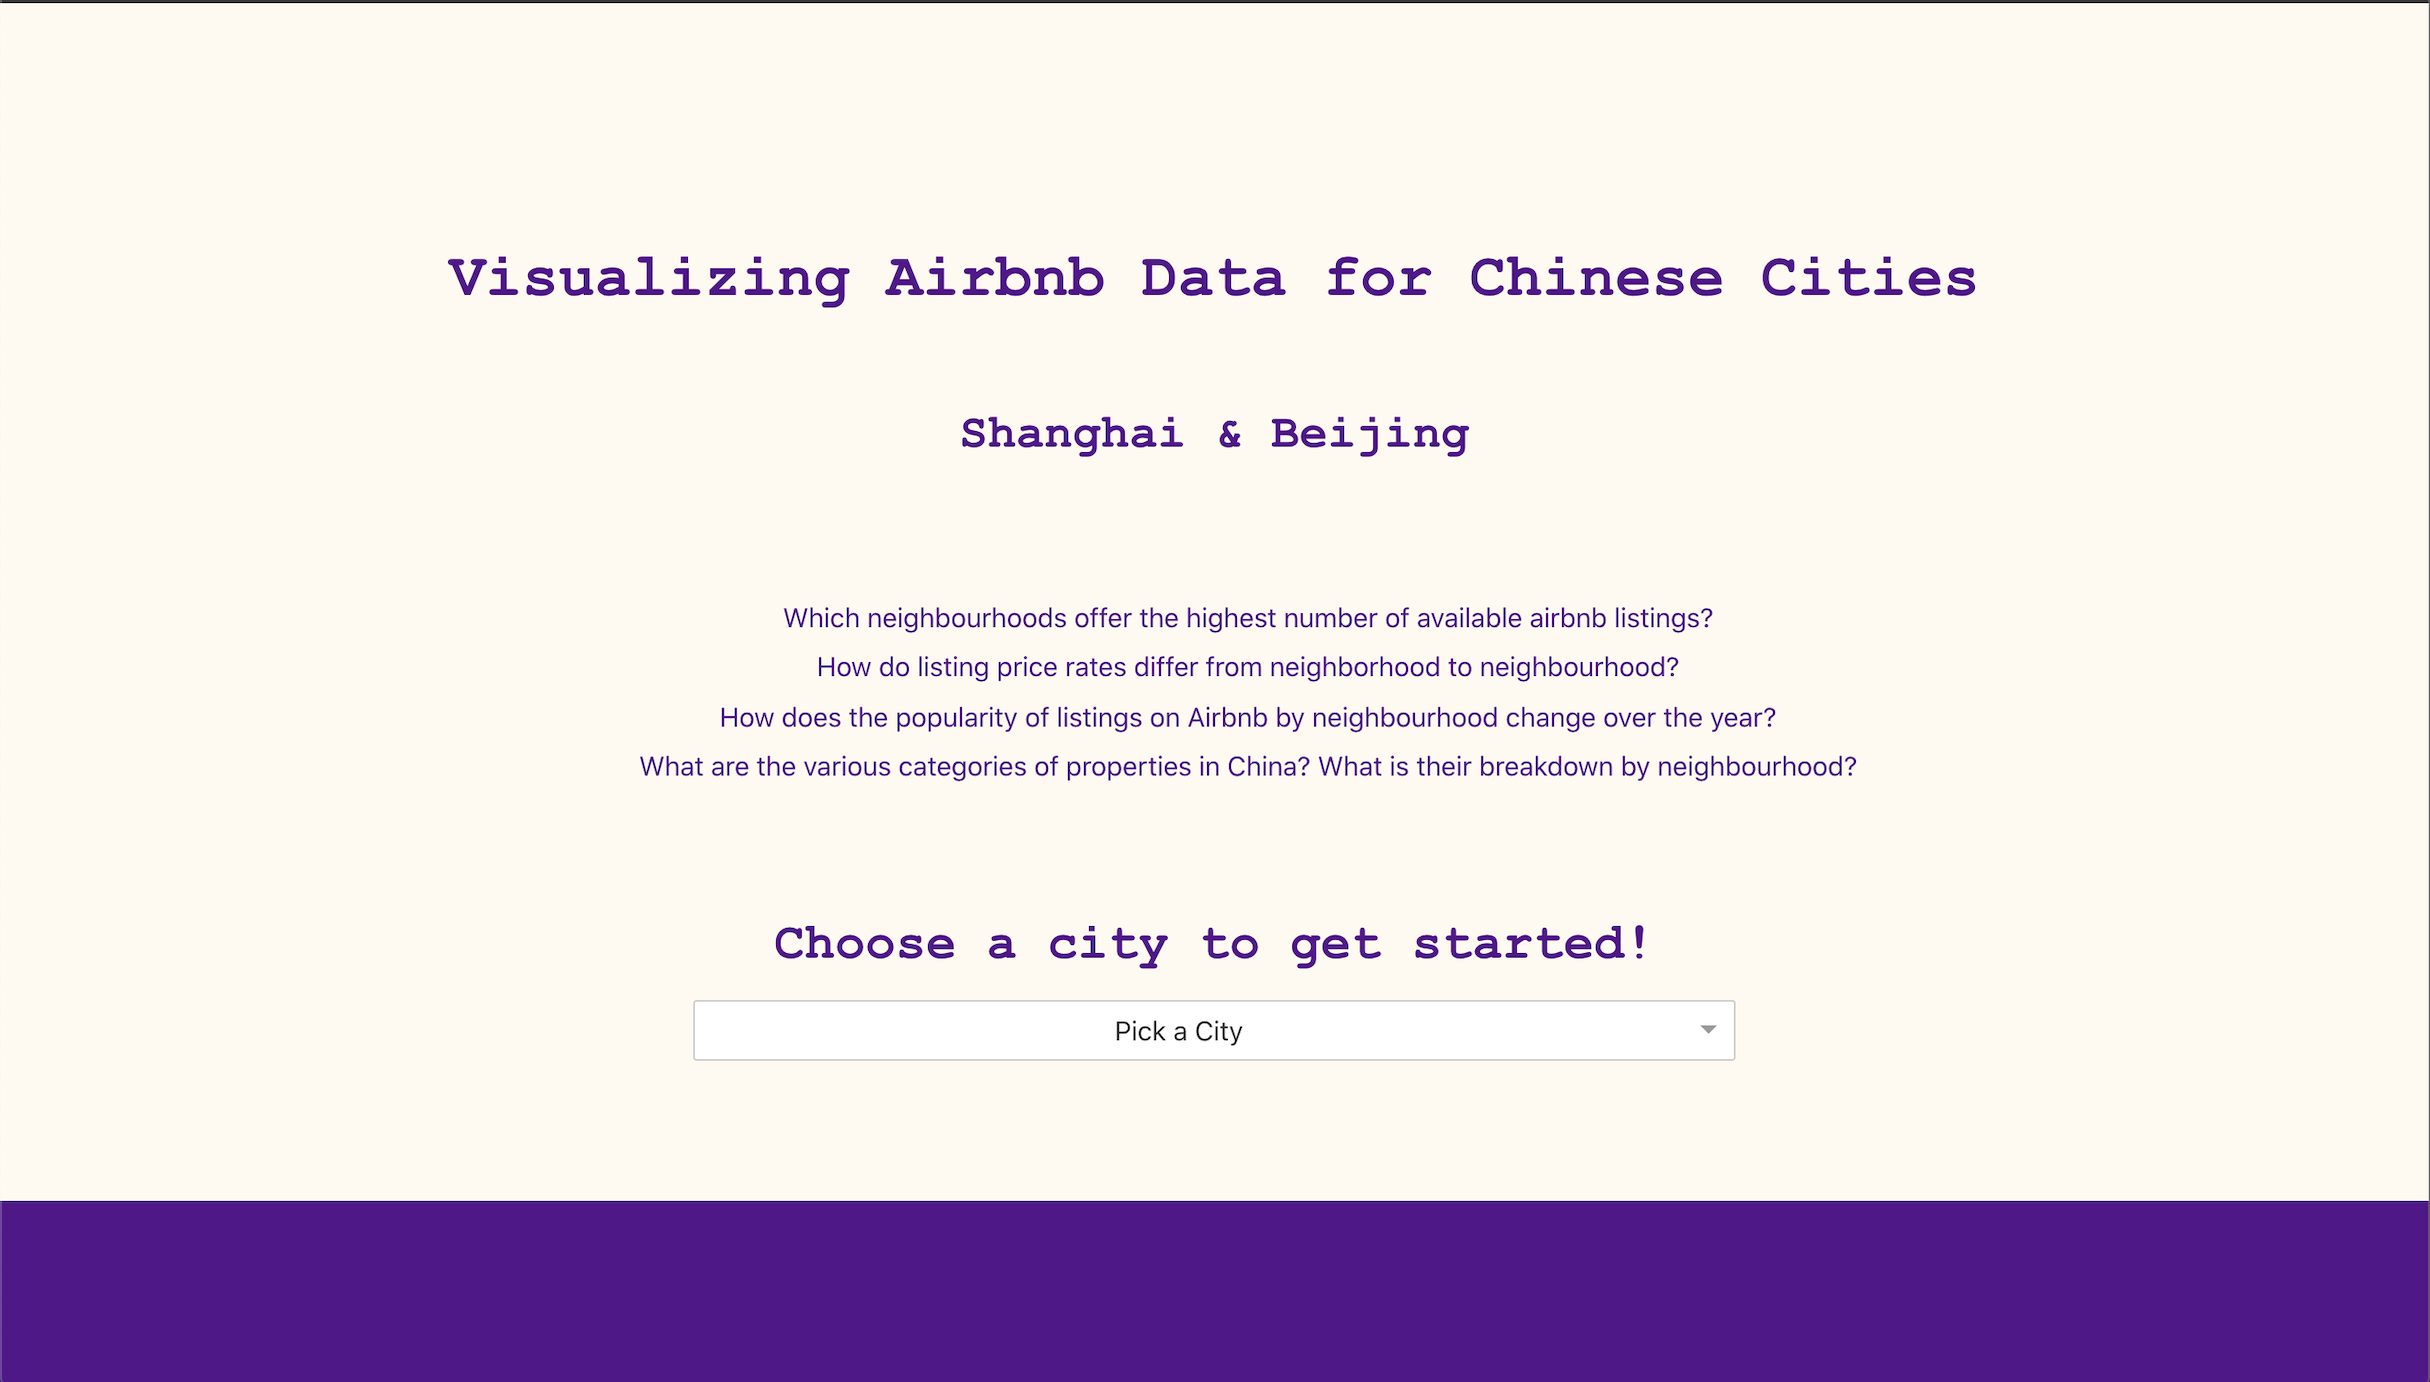 Visualizing Airbnb Data for Chinese Cities
Shanghai & Beijing
Which neighbourhoods offer the highest number of available airbnb listings?
How do listing price rates differ from neighborhood to neighbourhood?
How does the popularity of listings on Airbnb by neighbourhood change over the year?
What are the various categories of properties in China? What is their breakdown by neighbourhood?
Choose a city to get started!
Pick a City